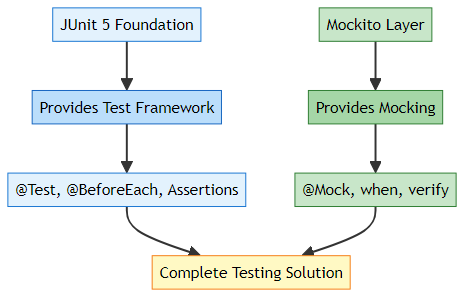 JUnit 5 Foundation
Mockito Layer
Provides Test Framework
Provides Mocking
@Test, @BeforeEach, Assertions
@Mock, when, verify
Complete Testing Solution